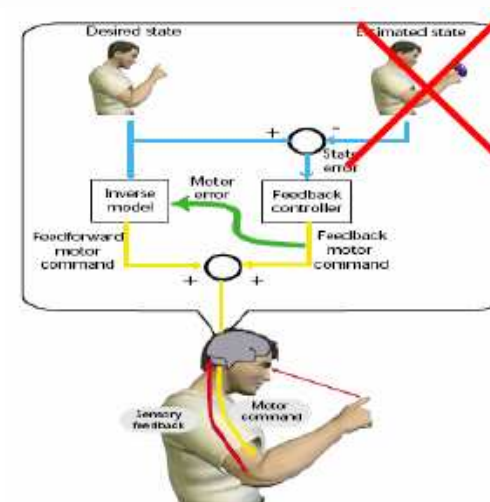 Desired state
Estimated state
+
-
State
error
Motor
error
Inverse
model
Feedback
controller
Feedforward
motor
command
Feedback
motor
command
+
+
Sensory
feedback
Motor
command